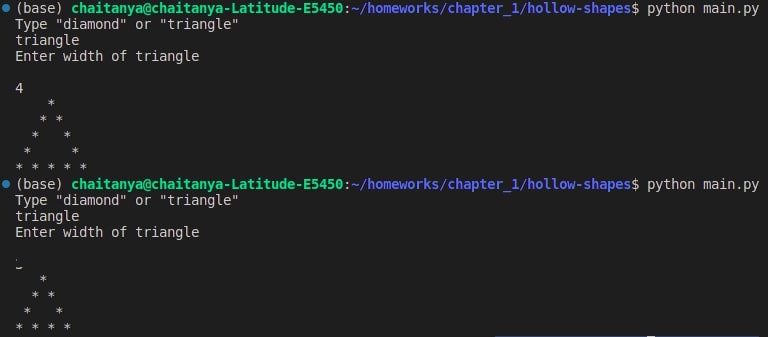 (base) chaitanya@chaitanya-Latitude-E5450:~/homeworks/chapter_1/hollow-shapes$ python main.py
Type "diamond" or "triangle"
triangle
Enter width of triangle

4
    *
   * *
  *   *
 *     *
* * * * *
(base) chaitanya@chaitanya-Latitude-E5450:~/homeworks/chapter_1/hollow-shapes$ python main.py
Type "diamond" or "triangle"
triangle
Enter width of triangle

   *
  * *
 *   *
* * * *